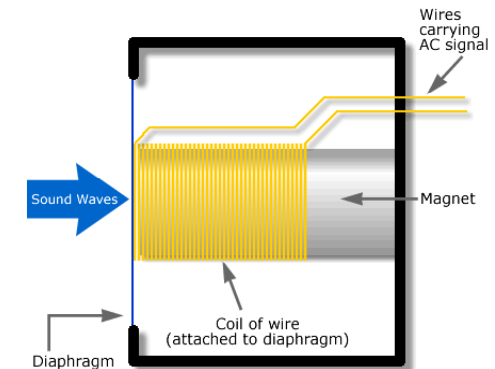 Wires
carrying
AC signal
Sound Waves
Magnet
Coil of wire
(attached to diaphragm)
Diaphragm